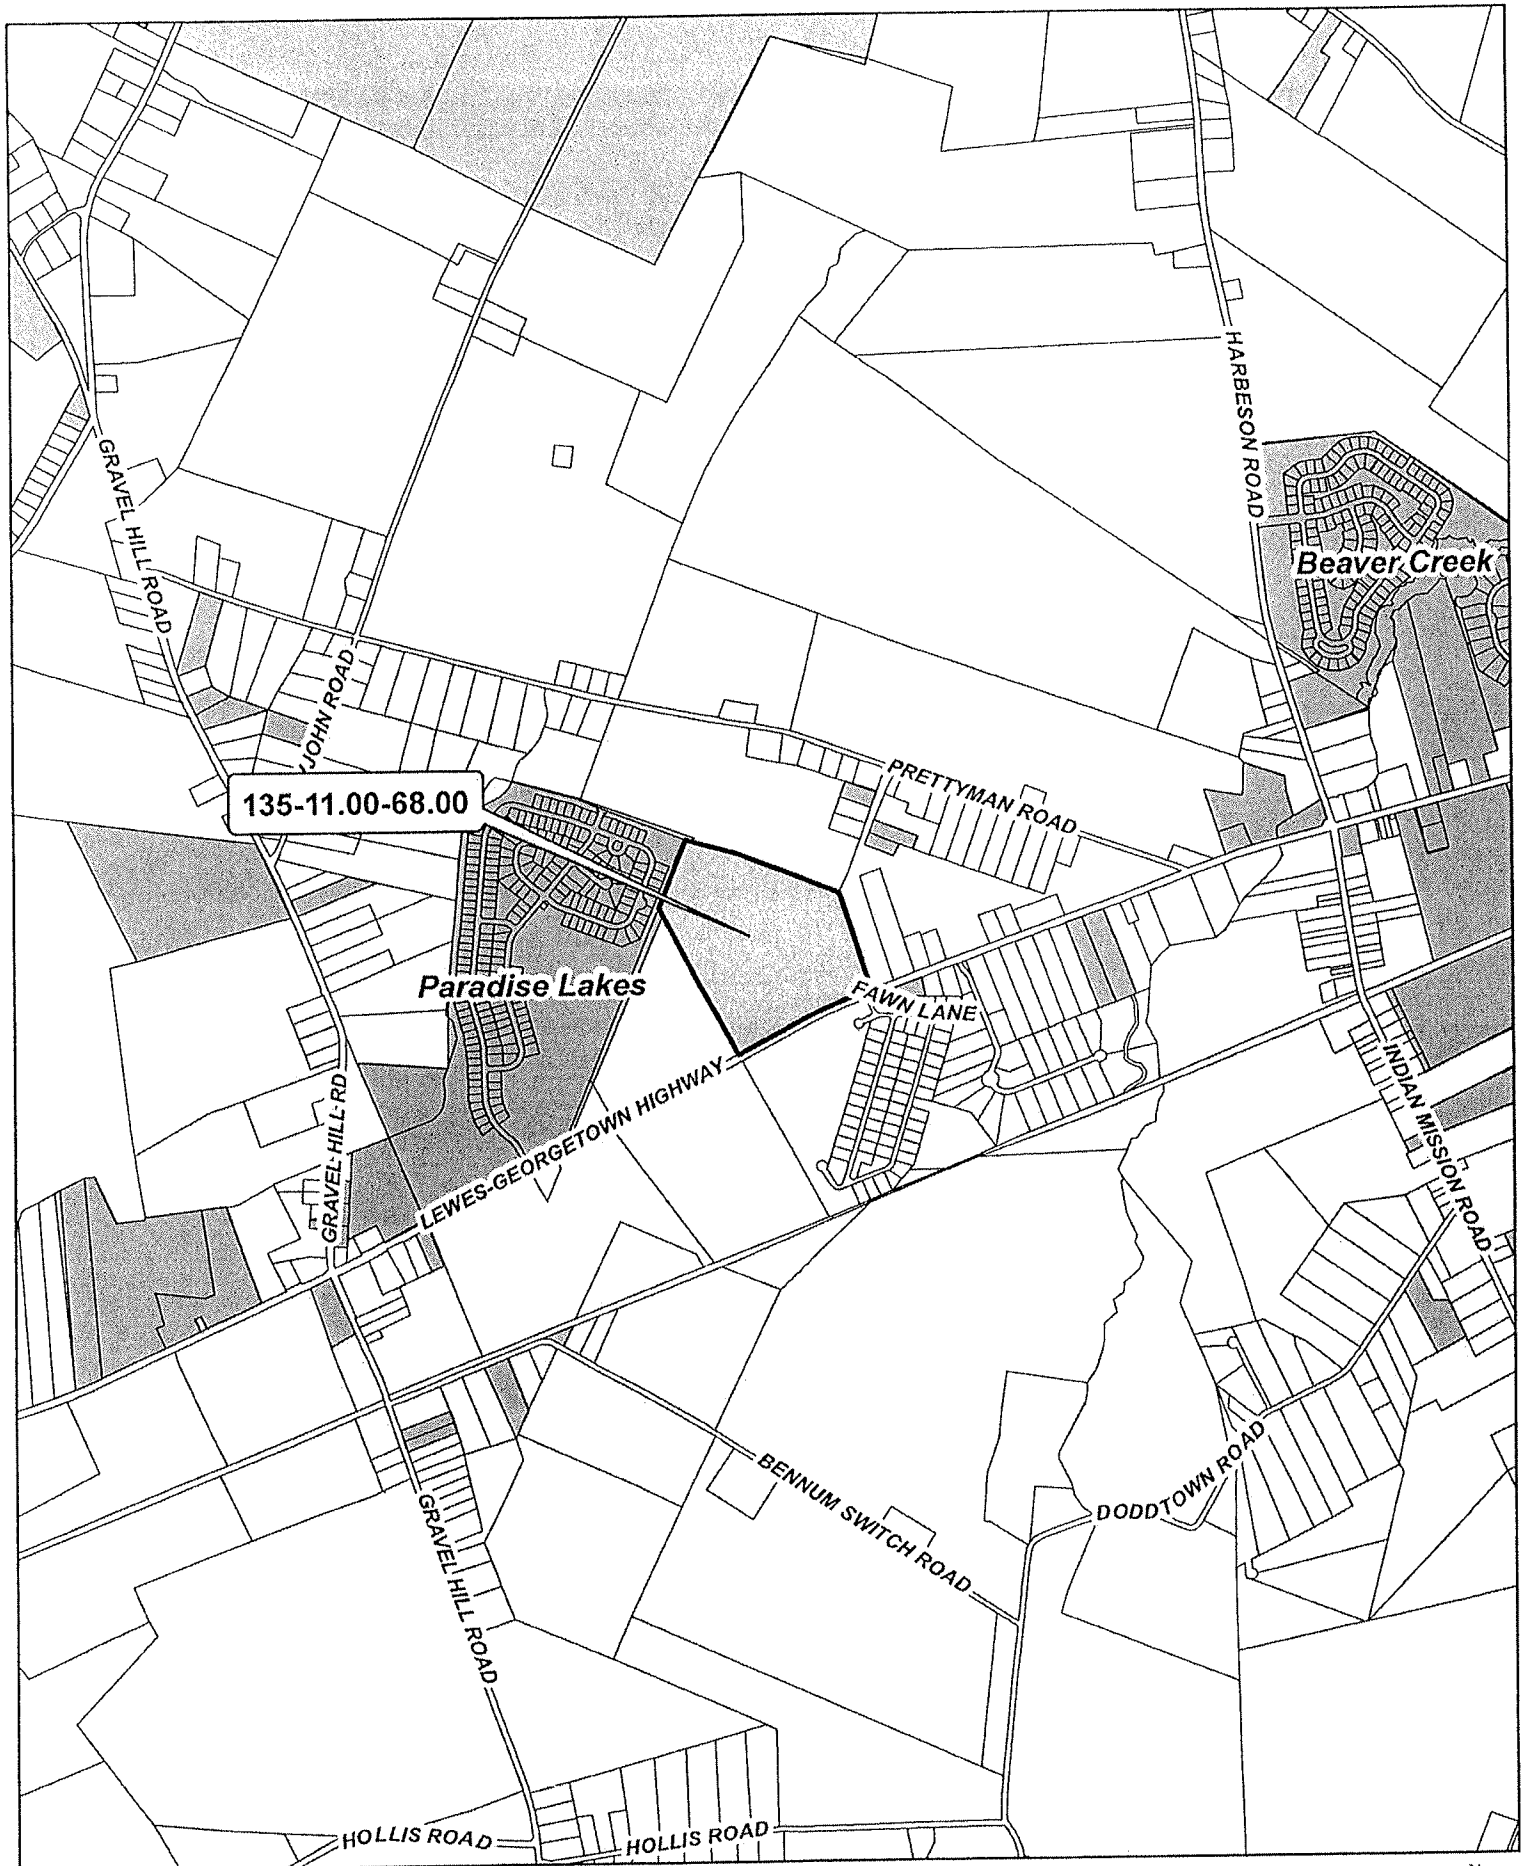 HARBESON ROAD
GRAVEL HILL ROAD
Beaver Creek
JOHN ROAD
PRETTYMAN ROAD
135-11.00-68.00
Paradise Lakes
FAWN LANE
INDIAN MISSION ROAD
GRAVEL HILL RD
LEWES-GEORGETOWN HIGHWAY
BENNUM SWITCH ROAD
DODDTOWN ROAD
GRAVEL HILL ROAD
HOLLIS ROAD
HOLLIS ROAD